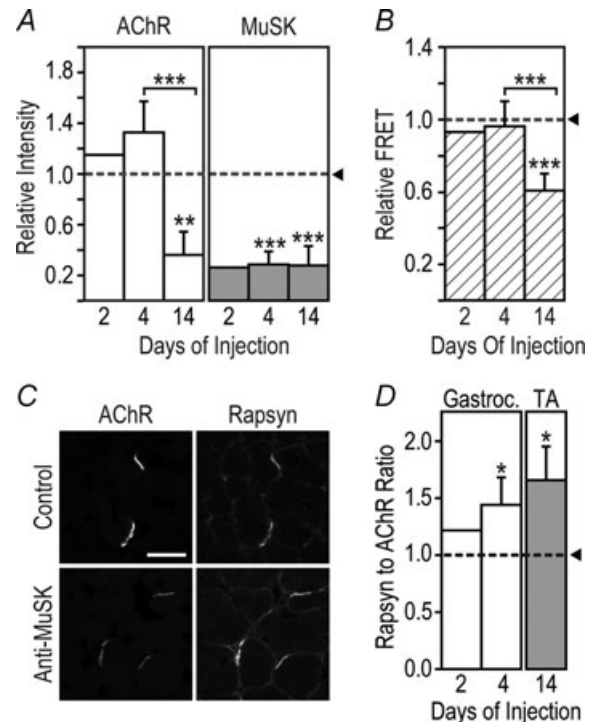 A
AChR
MuSK
***
1.8
1.4
1.0
0.6
0.2
Relative Intensity
**
***
***
2 4 14
2 4 14
Days of Injection
B
***
1.4
1.0
0.6
0.2
Relative FRET
***
2 4 14
Days Of Injection
C
AChR
Rapsyn
Control
Anti-MuSK
D
Gastroc.
TA
2.0
1.5
1.0
0.5
0.0
Rapsyn to AChR Ratio
*
*
2 4 14
Days of Injection